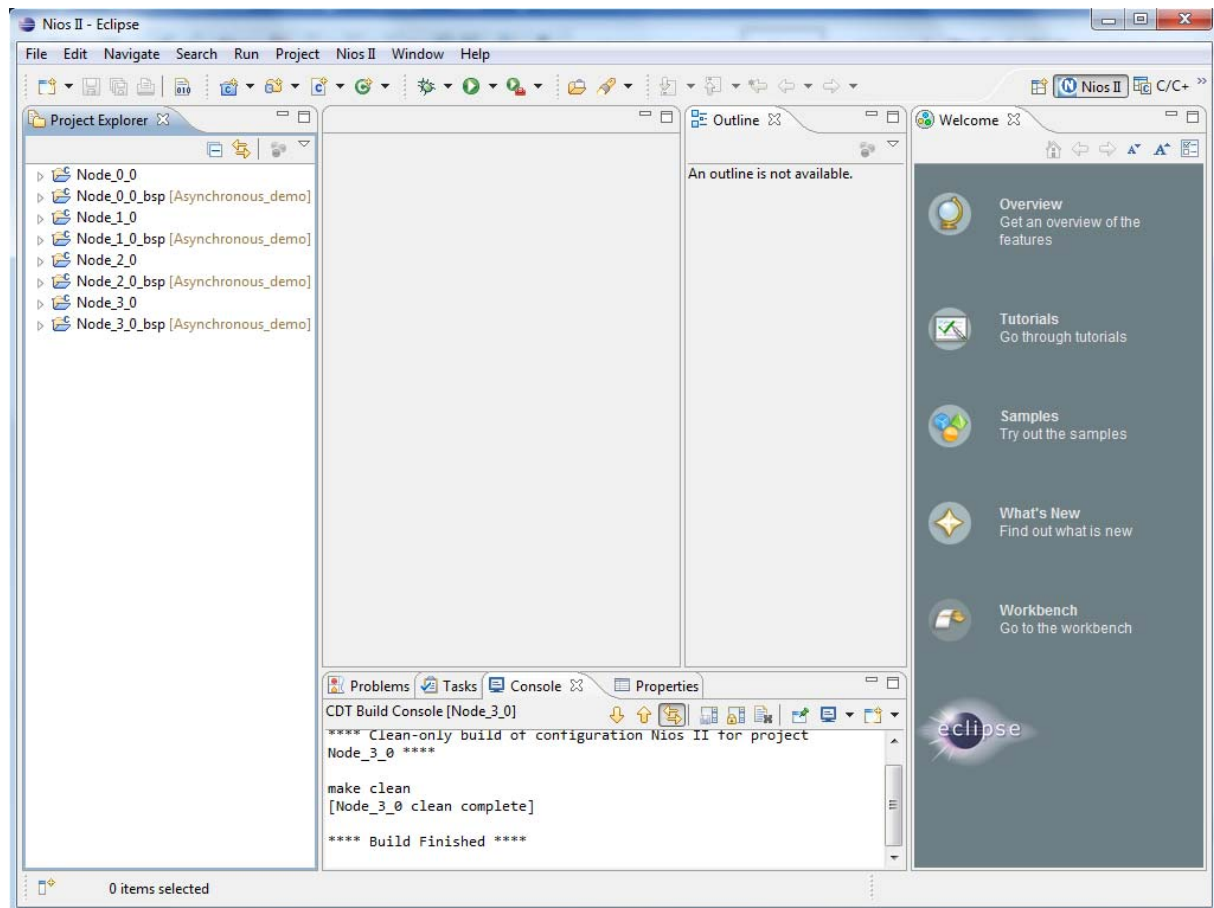 Nios II - Eclipse
File Edit Navigate Search Run Project Nios II Window Help
010
Nios II C/C+ »
Project Explorer
Node_0_0
Node_0_0_bsp [Asynchronous_demo]
Node_1_0
Node_1_0_bsp [Asynchronous_demo]
Node_2_0
Node_2_0_bsp [Asynchronous_demo]
Node_3_0
Node_3_0_bsp [Asynchronous_demo]
Outline
An outline is not available.
Welcome
Overview
Get an overview of the
features
Tutorials
Go through tutorials
Samples
Try out the samples
What's New
Find out what is new
Workbench
Go to the workbench
eclipse
Problems Tasks Console Properties
CDT Build Console [Node_3_0]
**** Clean-only build of configuration Nios II for project
Node_3_0 ****
make clean
[Node_3_0 clean complete]
**** Build Finished ****
0 items selected